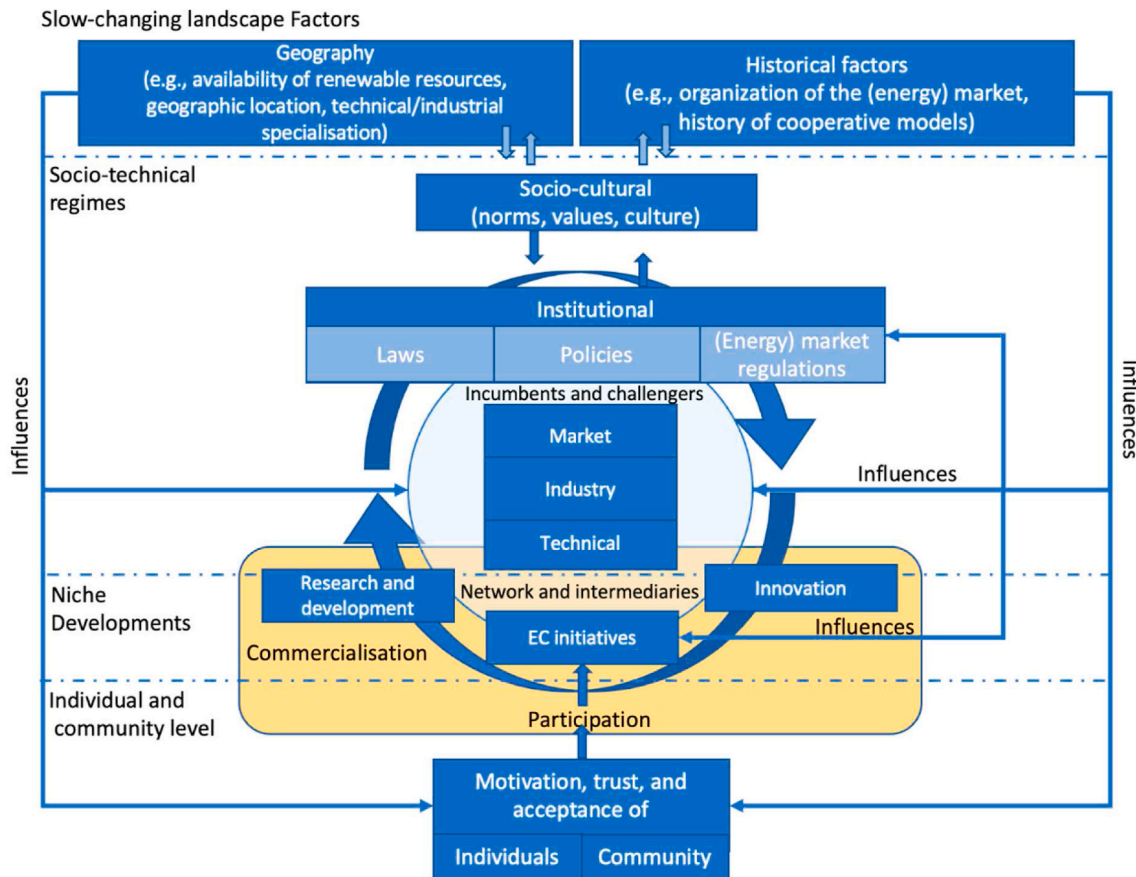 Slow-changing landscape Factors
Geography
(e.g., availability of renewable resources,
geographic location, technical/industrial
specialisation)
Historical factors
(e.g., organization of the (energy) market,
history of cooperative models)
Socio-technical
regimes
Socio-cultural
(norms, values, culture)
Institutional
Laws
Policies
(Energy) market
regulations
Incumbents and challengers
Market
Industry
Technical
Influences
Influences
Influences
Niche
Developments
Research and
development
Network and intermediaries
Innovation
EC initiatives
Influences
Commercialisation
Individual and
community level
Participation
Motivation, trust, and
acceptance of
Individuals
Community